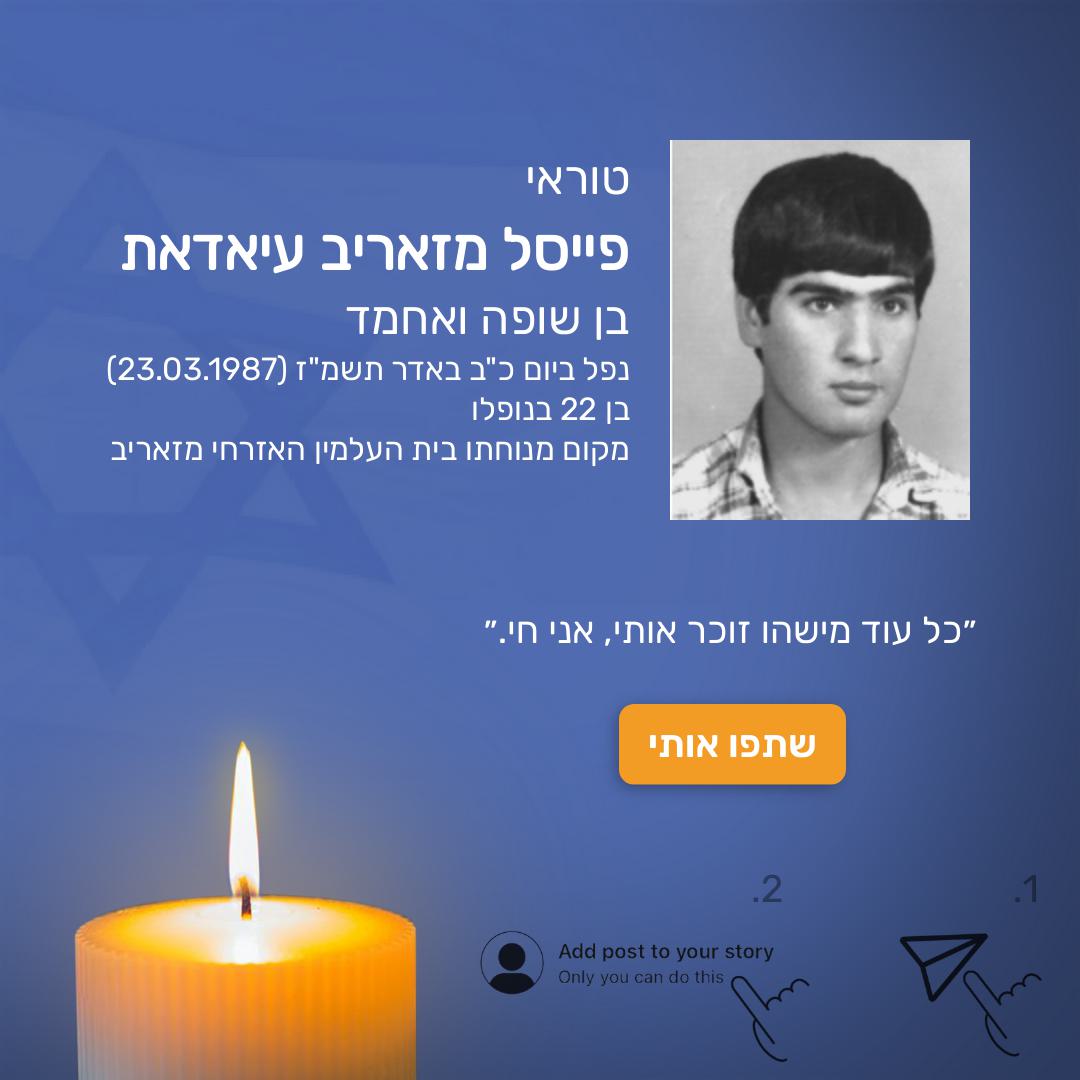 טוראי
פייסל מזאריב עיאדאת
בן שופה ואחמד
נפל ביום כ"ב באדר תשמ"ז (23.03.1987)
בן 22 בנופלו
מקום מנוחתו בית העלמין האזרחי מזאריב
״כל עוד מישהו זוכר אותי, אני חי.״
שתפו אותי
.1
.2
Add post to your story
Only you can do this